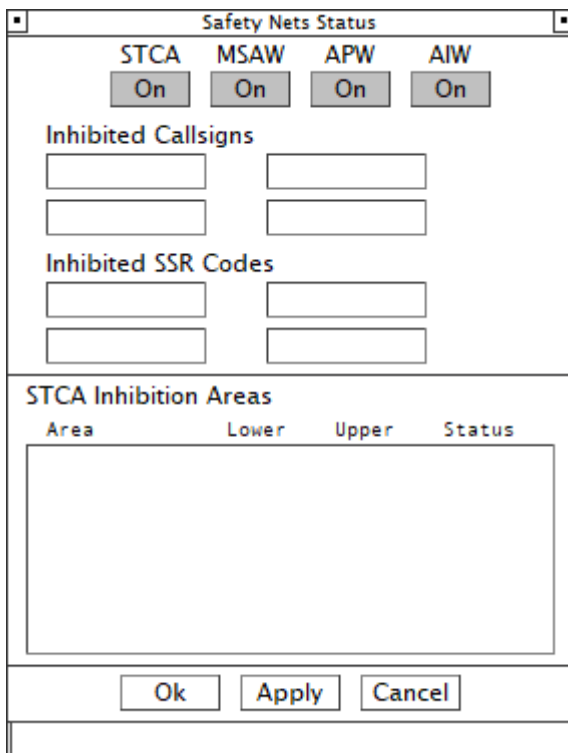 Safety Nets Status
STCA MSAW APW AIW
On On On On
Inhibited Callsigns
Inhibited SSR Codes
STCA Inhibition Areas
Area Lower Upper Status
Ok Apply Cancel